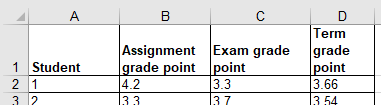 A B C D
Term
Assignment Exam grade grade
1 Student grade point point point
2 1 4.2 3.3 3.66
3 2 3.3 3.7 3.54